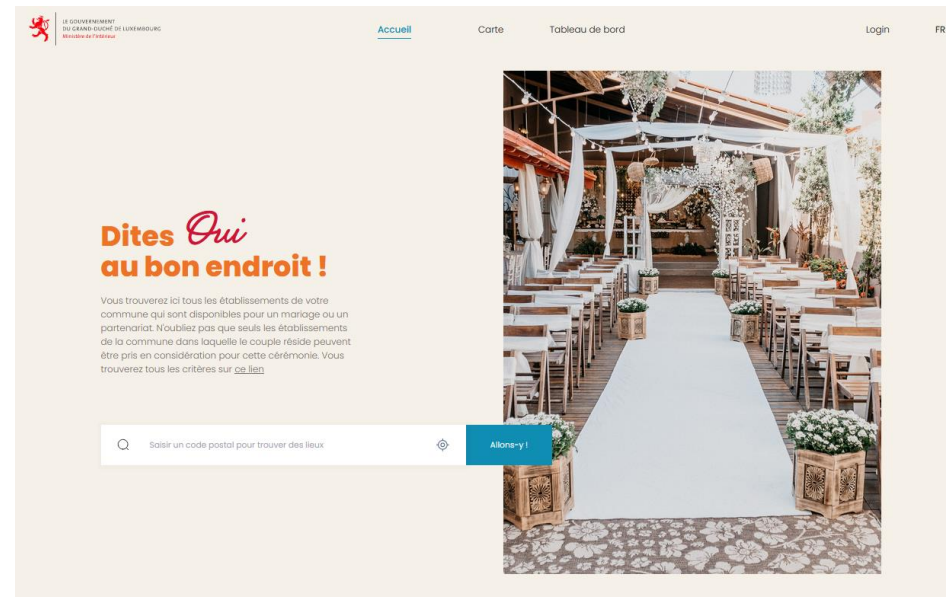 LE GOUVERNEMENT
DU GRAND-DUCHÉ DE LUXEMBOURG
Ministère de l'Intérieur
Accueil
Carte
Tableau de bord
Login
FR
Dites Oui
au bon endroit !
Vous trouverez ici tous les établissements de votre
commune qui sont disponibles pour un mariage ou un
partenariat. N'oubliez pas que seuls les établissements
de la commune dans laquelle le couple réside peuvent
être pris en considération pour cette cérémonie. Vous
trouverez tous les critères sur ce lien
Saisir un code postal pour trouver des lieux
Allons-y !